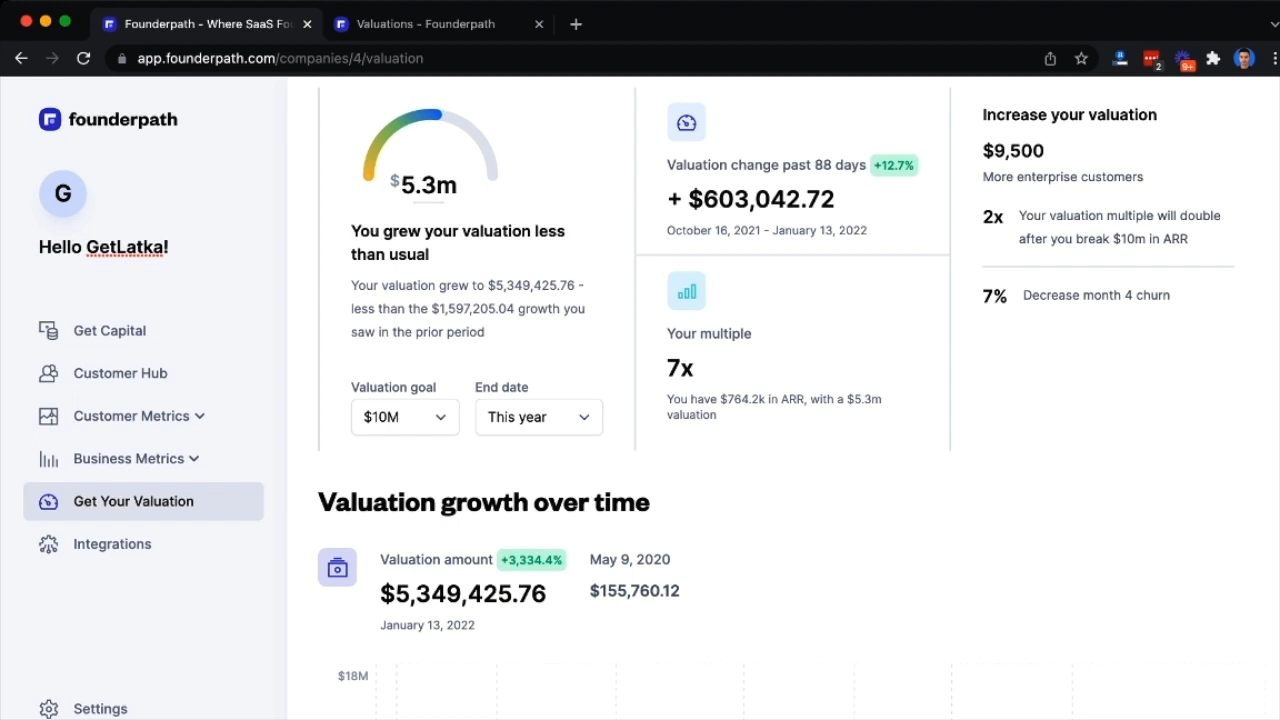 Founderpath - Where SaaS Fou
Valuations - Founderpath
app.founderpath.com/companies/4/valuation
2
9+
founderpath
G
Hello GetLatka!
Get Capital
Customer Hub
Customer Metrics
Business Metrics
Get Your Valuation
Integrations
Settings
$5.3m
You grew your valuation less
than usual
Your valuation grew to $5,349,425.76 -
less than the $1,597,205.04 growth you
saw in the prior period
Valuation goal
End date
$10M
This year
Valuation change past 88 days +12.7%
+ $603,042.72
October 16, 2021 - January 13, 2022
Your multiple
7x
You have $764.2k in ARR, with a $5.3m
valuation
Increase your valuation
$9,500
More enterprise customers
2x Your valuation multiple will double
after you break $10m in ARR
7% Decrease month 4 churn
Valuation growth over time
Valuation amount +3,334.4%
$5,349,425.76
January 13, 2022
May 9, 2020
$155,760.12
$18M